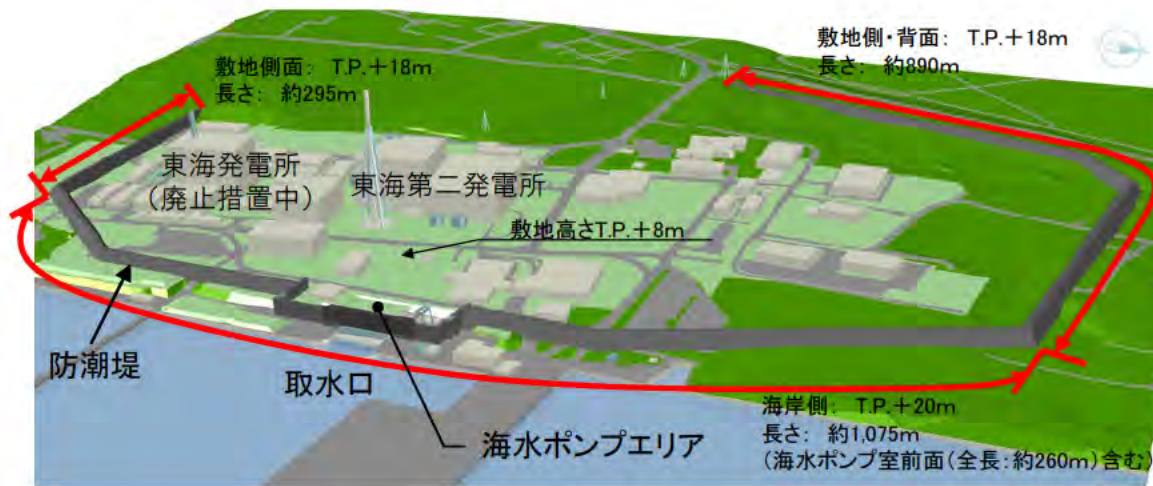 敷地側・背面： T.P.＋18m
長さ： 約890m
敷地側面： T.P.＋18m
長さ： 約295m
東海発電所
（廃止措置中）
東海第二発電所
敷地高さT.P.＋8m
防潮堤
取水口
海水ポンプエリア
海岸側： T.P.＋20m
長さ： 約1,075m
（海水ポンプ室前面（全長：約260m）含む）